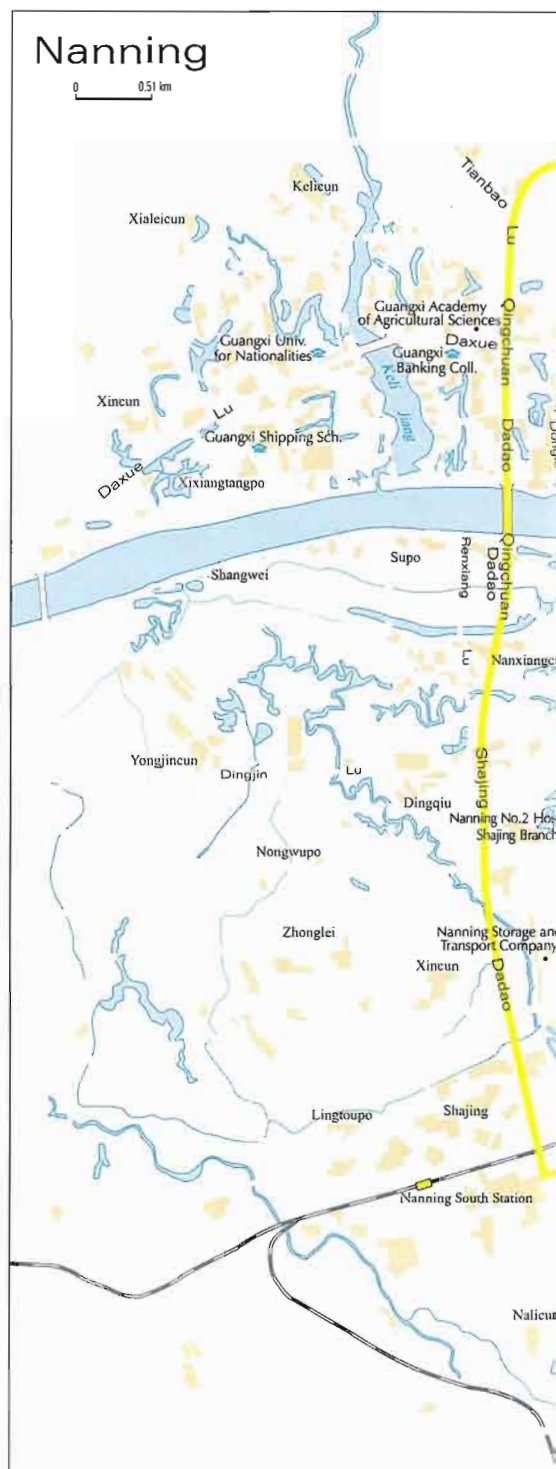 Nanning
0 0.51 km
Kelicun
Tianbao Lu
Xialeicun
Guangxi Academy
of Agricultural Sciences
Qingchuan Dadao
Daxue
Guangxi Univ.
for Nationalities
Guangxi
Banking Coll.
Keli Jiang
Xincun
Daxue Lu
Guangxi Shipping Sch.
Xixiangtangpo
Qingchuan
Dadao
Supo
Renxiang Lu
Shangwei
Nanxiangc
Yongjincun
Dingjin Lu
Shajing Dadao
Dingqiu
Nanning No.2 Ho
Shajing Branch
Nongwupo
Zhonglei
Nanning Storage and
Transport Company
Xincun
Lingtoupo
Shajing
Nanning South Station
Nalicun